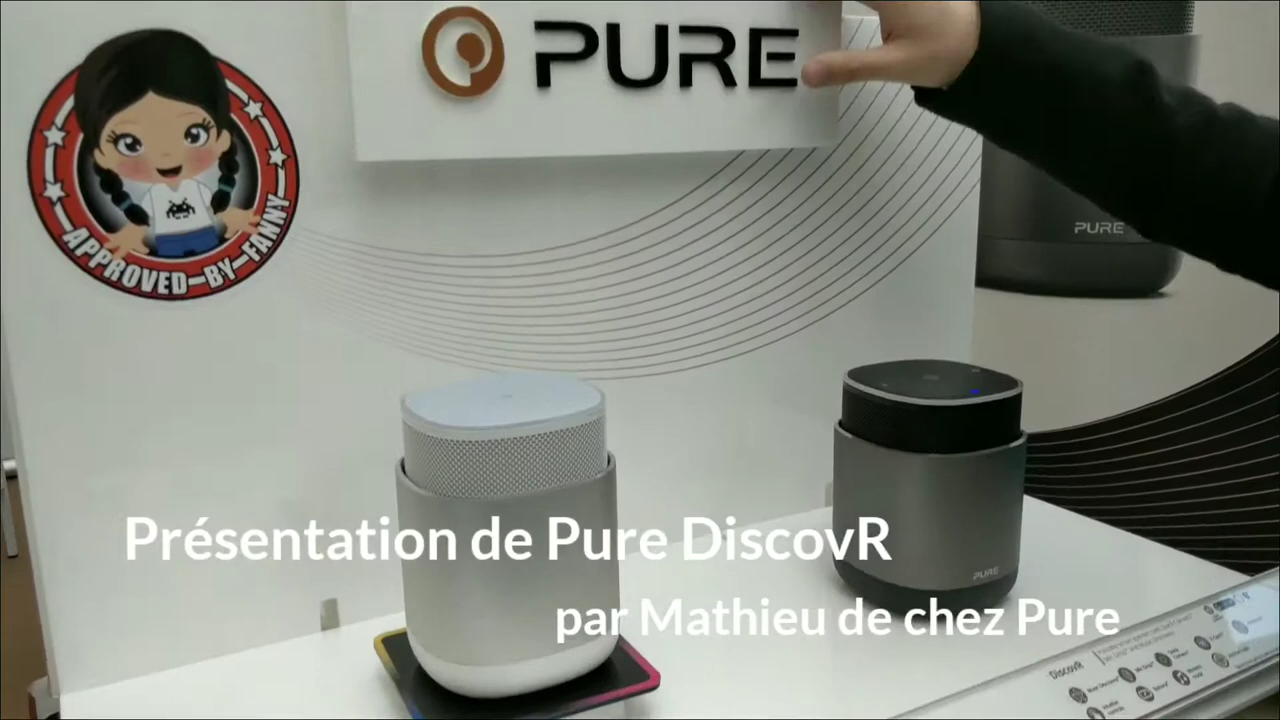 PURE
APPROVED-BY-FANNY
PURE
Présentation de Pure DiscovR
par Mathieu de chez Pure
PURE
DiscovR